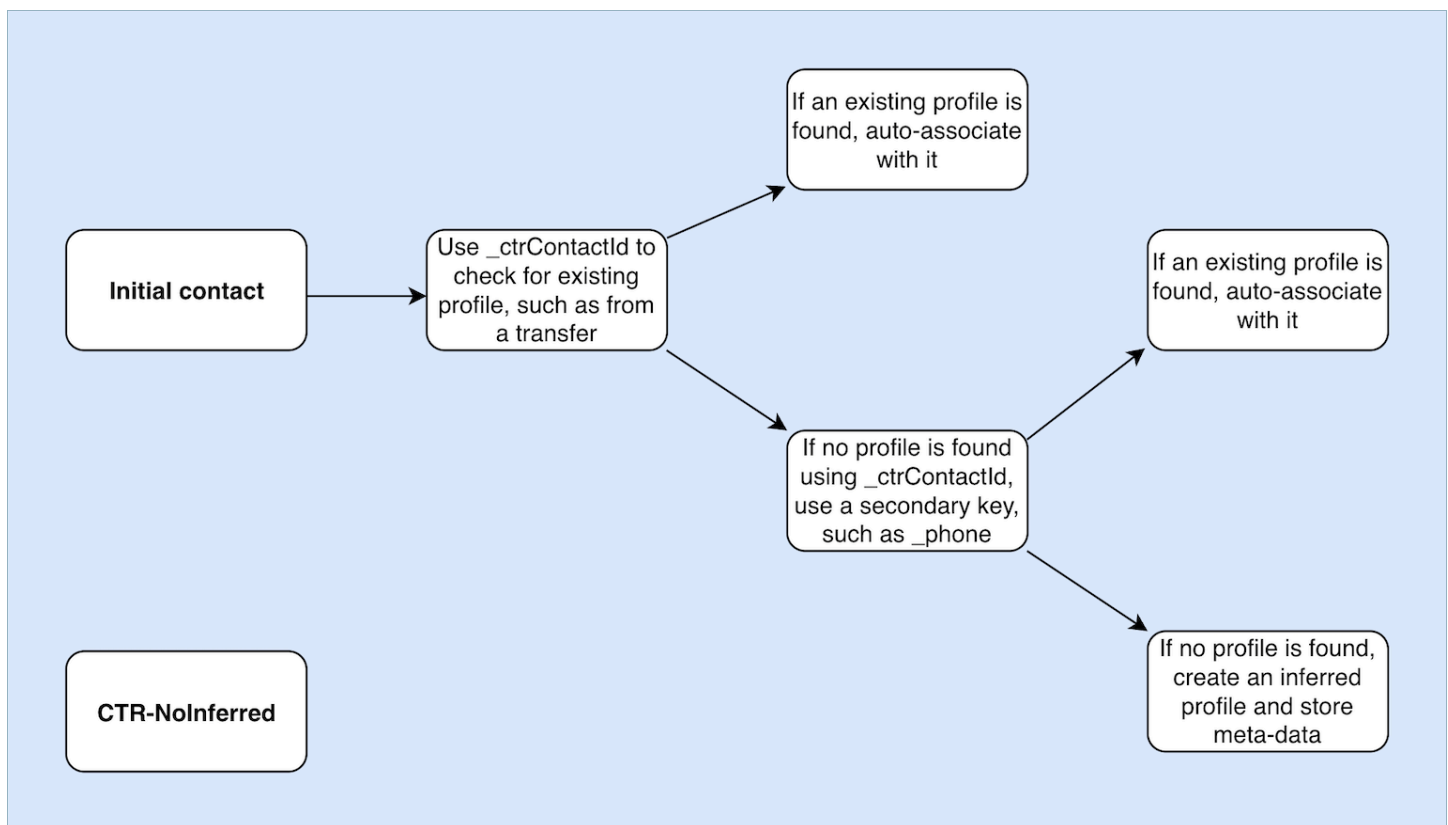 If an existing profile is
found, auto-associate
with it
Initial contact
Use _ctrContactId to
check for existing
profile, such as from
a transfer
If an existing profile is
found, auto-associate
with it
If no profile is found
using _ctrContactId,
use a secondary key,
such as _phone
CTR-NoInferred
If no profile is found,
create an inferred
profile and store
meta-data